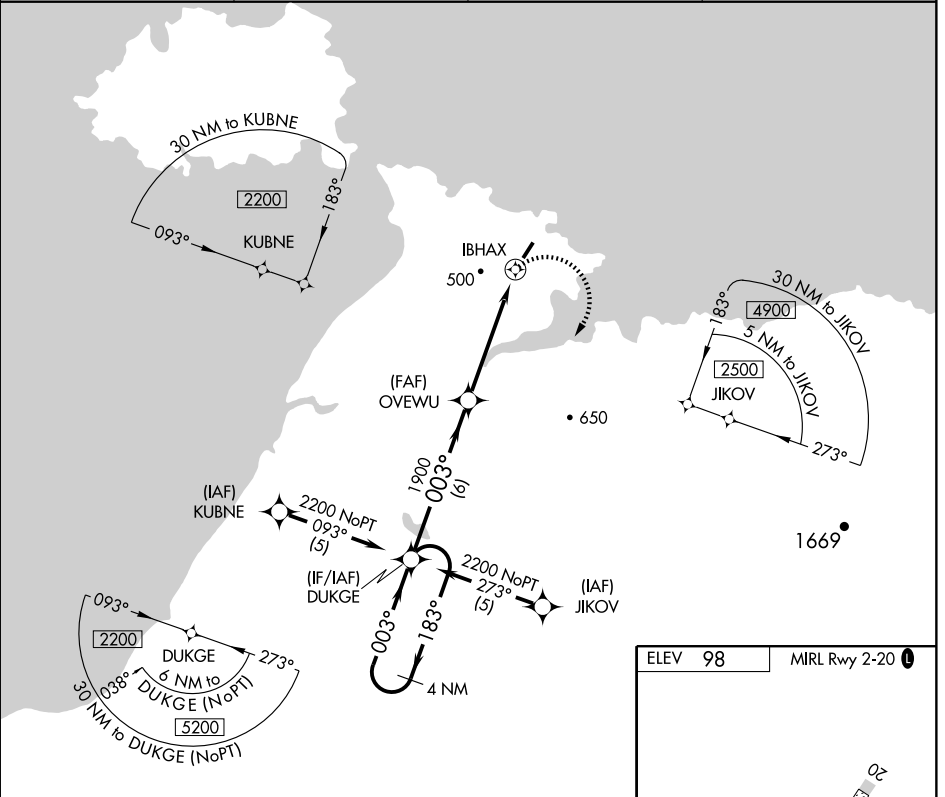 30 NM to KUBNE
2200
183°
093°
KUBNE
IBHAX
500
30 NM to JIKOV
4900
183°
5 NM to JIKOV
2500
JIKOV
273°
(FAF)
OVEWU
650
1900
003°
(6)
(IAF)
KUBNE
2200 NoPT
093°
(5)
1669
(IF/IAF)
DUKGE
2200 NoPT
273°
(5)
(IAF)
JIKOV
003°
183°
4 NM
093°
2200
DUKGE
273°
038°
6 NM to
DUKGE (NoPT)
5200
30 NM to DUKGE (NoPT)
ELEV 98
MIRL Rwy 2-20 L
20